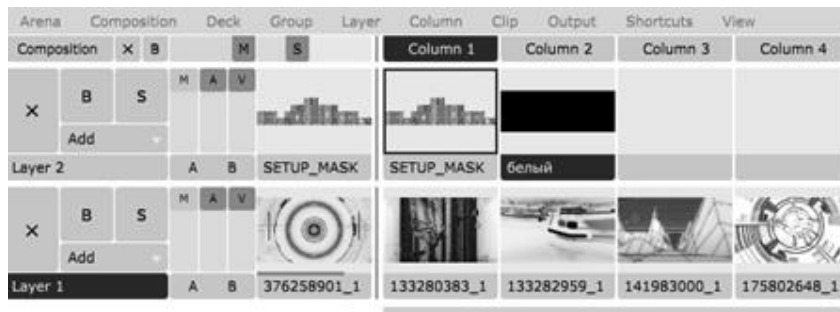 Arena Composition Deck Group Layer Column Clip Output Shortcuts View
Composition × B M S Column 1 Column 2 Column 3 Column 4
M A V
× B S
Add
Layer 2 A B SETUP_MASK SETUP_MASK белый
M A V
× B S
Add
Layer 1 A B 376258901_1 133280383_1 133282959_1 141983000_1 175802648_1